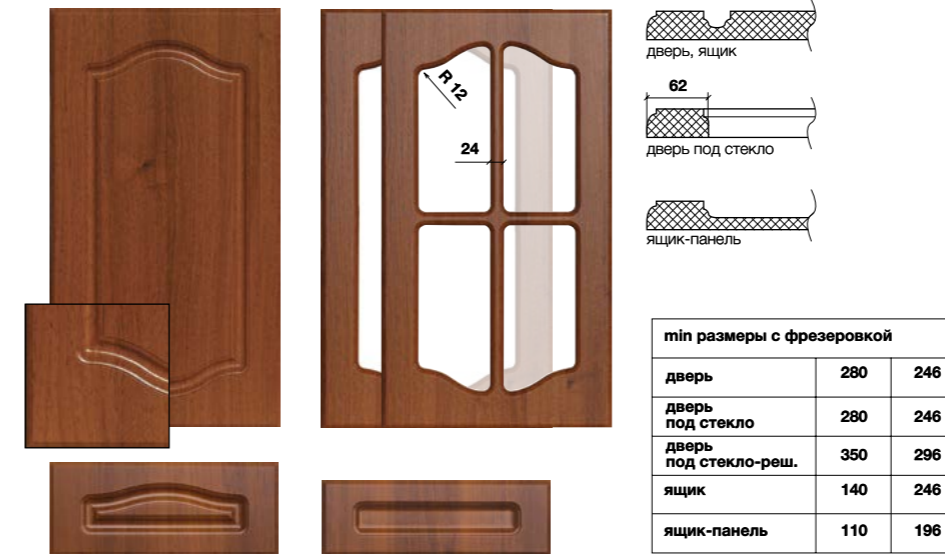 R 12
24
дверь, ящик
62
дверь под стекло
ящик-панель
min размеры с фрезеровкой
дверь 280 246
дверь
под стекло 280 246
дверь
под стекло-реш. 350 296
ящик 140 246
ящик-панель 110 196